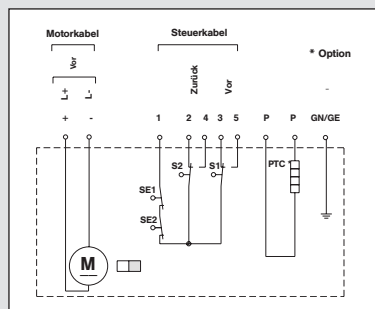 Motorkabel Steuerkabel
* Option
Vor
Zurück
Vor
L+ L- -
+ - 1 2 4 3 5 P P GN/GE
S2 S1 PTC *
SE1
SE2
M